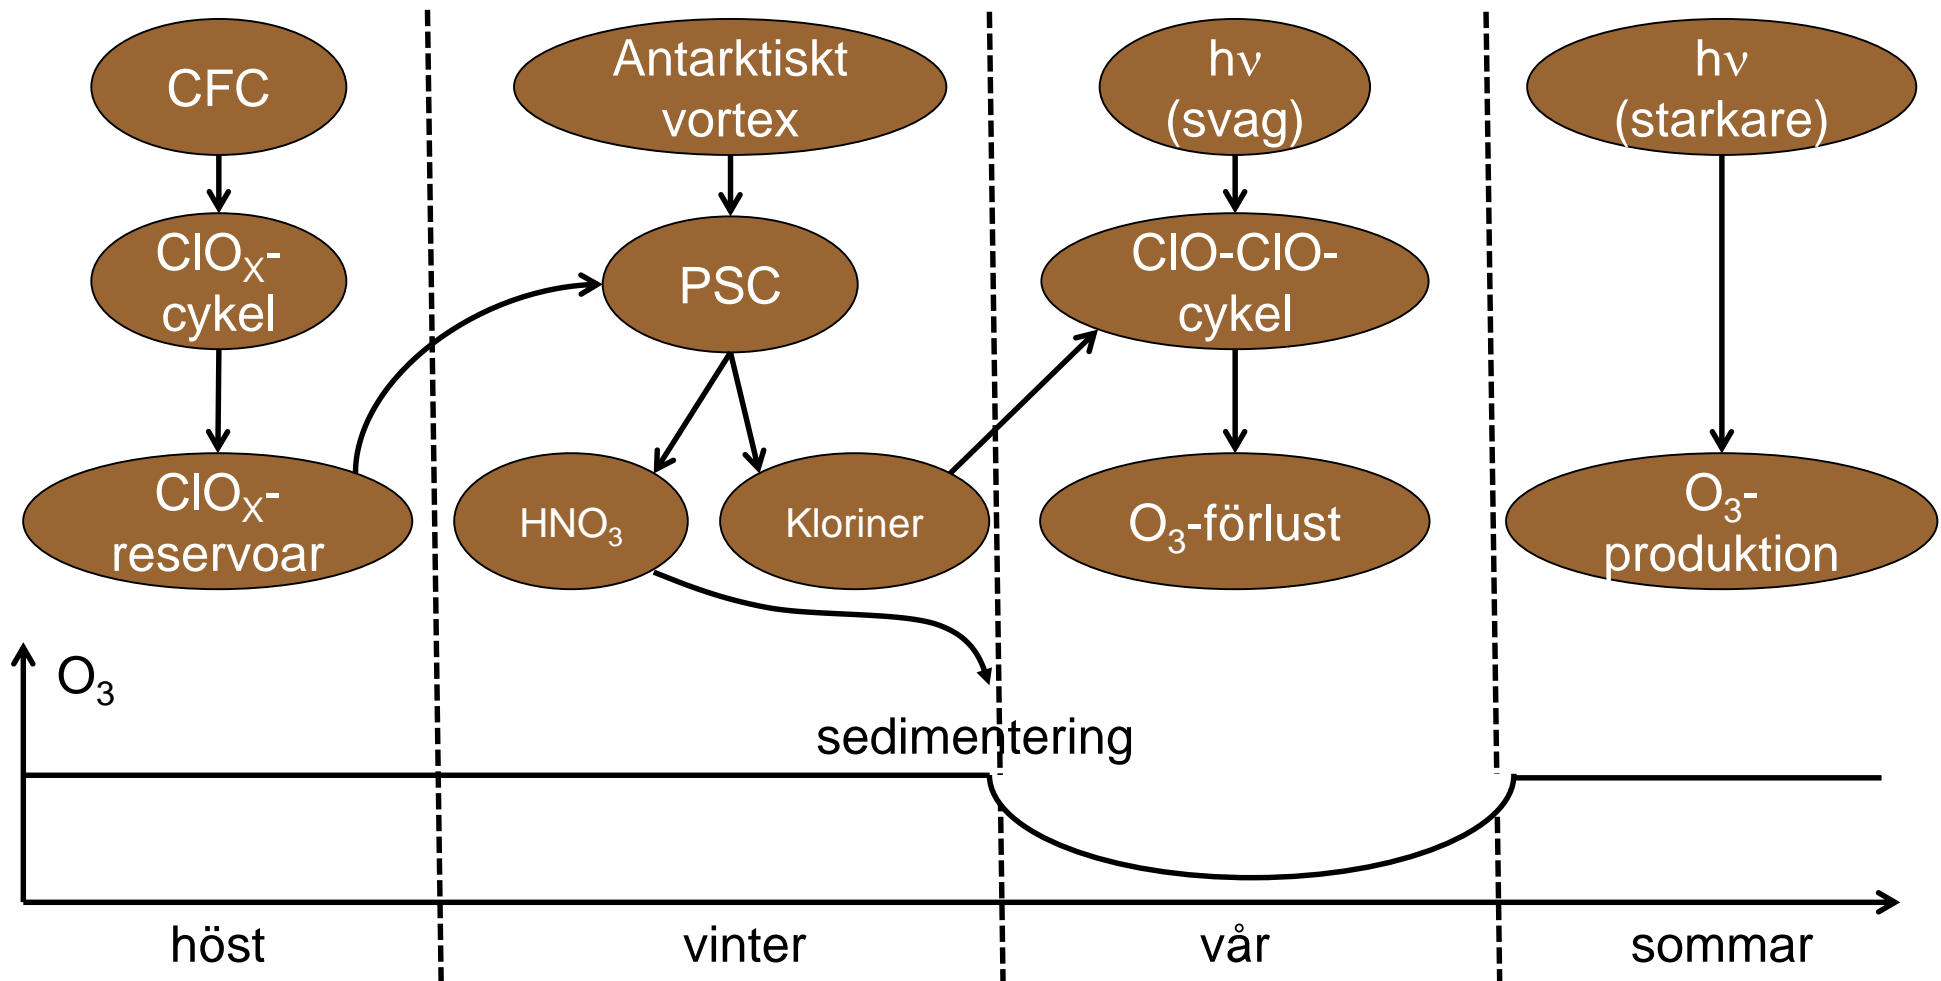 CFC
Antarktiskt
vortex
hν
(svag)
hν
(starkare)
ClOX-
cykel
PSC
ClO-ClO-
cykel
ClOX-
reservoar
HNO3
Kloriner
O3-förlust
O3-
produktion
O3
sedimentering
höst
vinter
vår
sommar